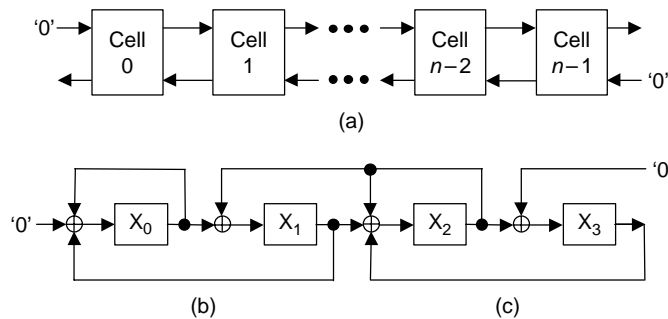 '0'
Cell
0
Cell
1
Cell
n−2
Cell
n−1
'0'
(a)
'0
'0'
X0
X1
X2
X3
(b)
(c)